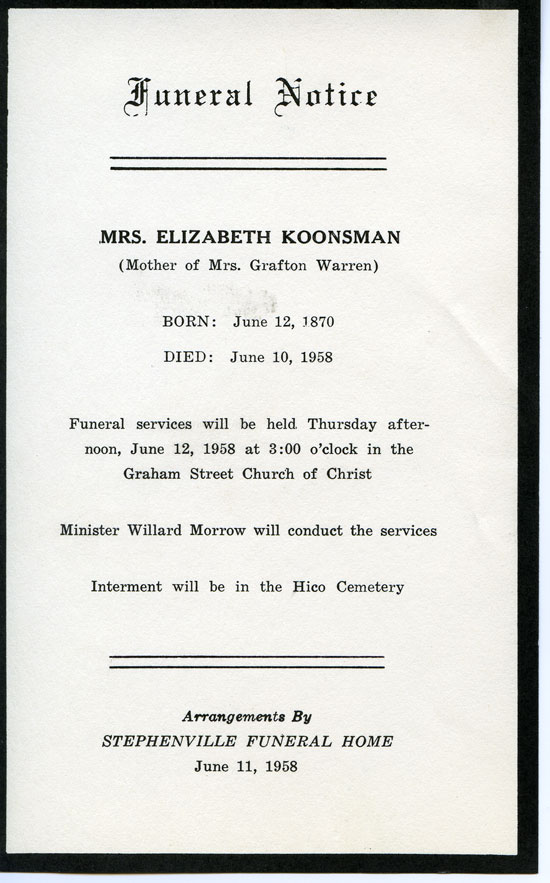 Funeral Notice
MRS. ELIZABETH KOONSMAN
(Mother of Mrs. Grafton Warren)
BORN: June 12, 1870
DIED: June 10, 1958
Funeral services will be held Thursday after-
noon, June 12, 1958 at 3:00 o'clock in the
Graham Street Church of Christ
Minister Willard Morrow will conduct the services
Interment will be in the Hico Cemetery
Arrangements By
STEPHENVILLE FUNERAL HOME
June 11, 1958